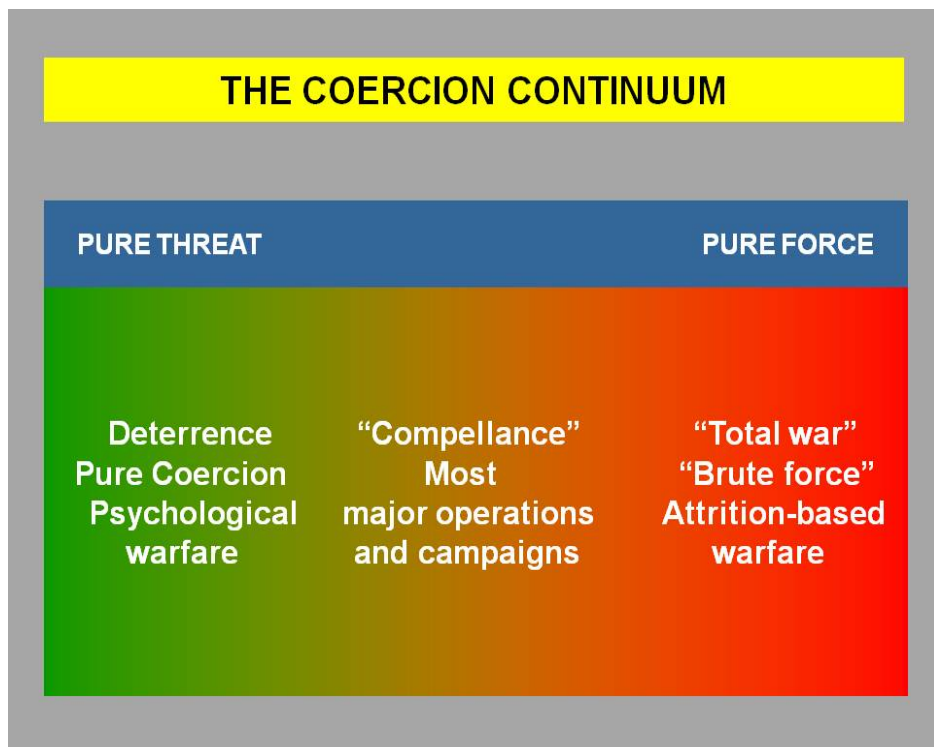 THE COERCION CONTINUUM
PURE THREAT
PURE FORCE
Deterrence
Pure Coercion
Psychological
warfare
“Compellance”
Most
major operations
and campaigns
“Total war”
“Brute force”
Attrition-based
warfare